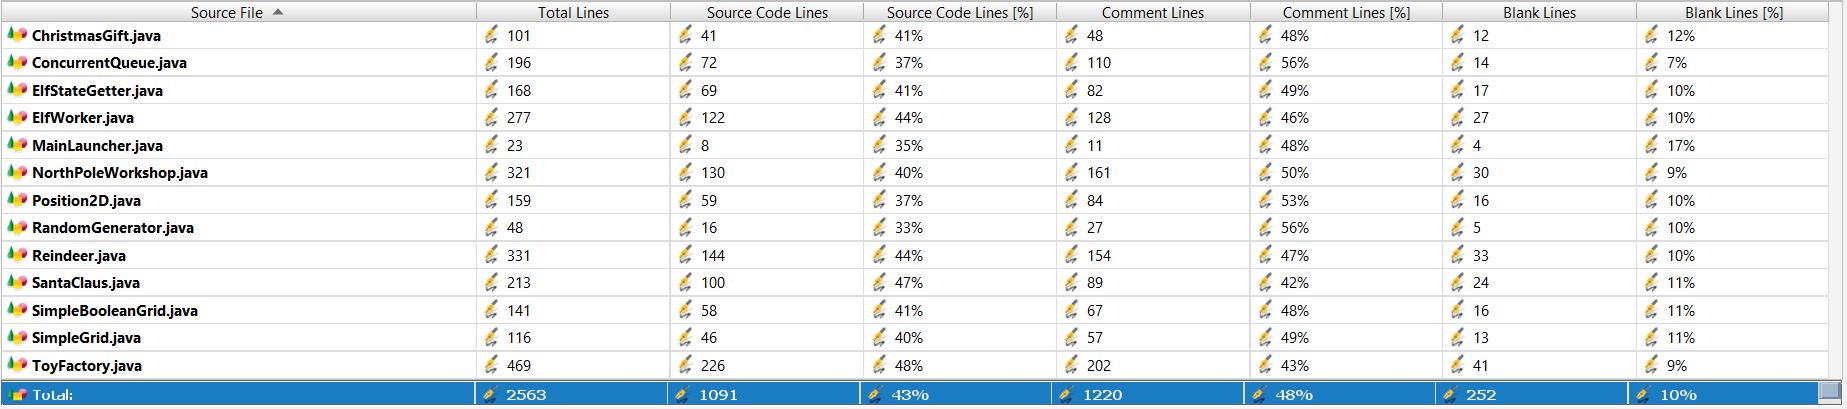 Source File Total Lines Source Code Lines Source Code Lines [%] Comment Lines Comment Lines [%] Blank Lines Blank Lines [%]
ChristmasGift.java 101 41 41% 48 48% 12 12%
ConcurrentQueue.java 196 72 37% 110 56% 14 7%
ElfStateGetter.java 168 69 41% 82 49% 17 10%
ElfWorker.java 277 122 44% 128 46% 27 10%
MainLauncher.java 23 8 35% 11 48% 4 17%
NorthPoleWorkshop.java 321 130 40% 161 50% 30 9%
Position2D.java 159 59 37% 84 53% 16 10%
RandomGenerator.java 48 16 33% 27 56% 5 10%
Reindeer.java 331 144 44% 154 47% 33 10%
SantaClaus.java 213 100 47% 89 42% 24 11%
SimpleBooleanGrid.java 141 58 41% 67 48% 16 11%
SimpleGrid.java 116 46 40% 57 49% 13 11%
ToyFactory.java 469 226 48% 202 43% 41 9%
Total: 2563 1091 43% 1220 48% 252 10%